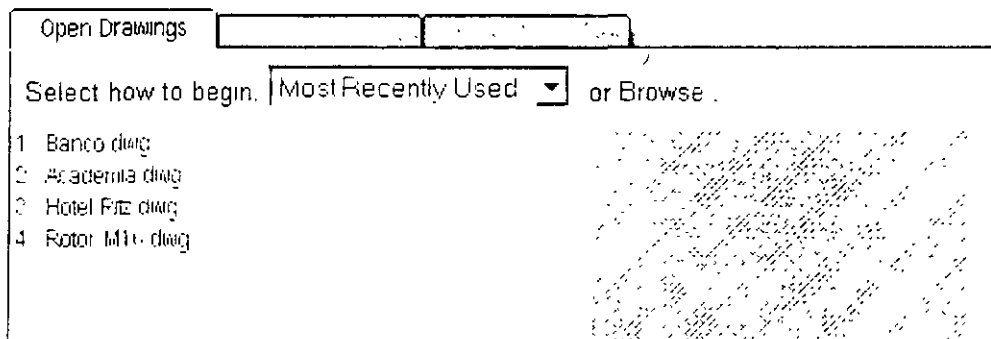 Open Drawings
Select how to begin. Most Recently Used or Browse .
1 Banco dwg
2 Academia dwg
3 Hotel Ritz dwg
4 Rotor dwg